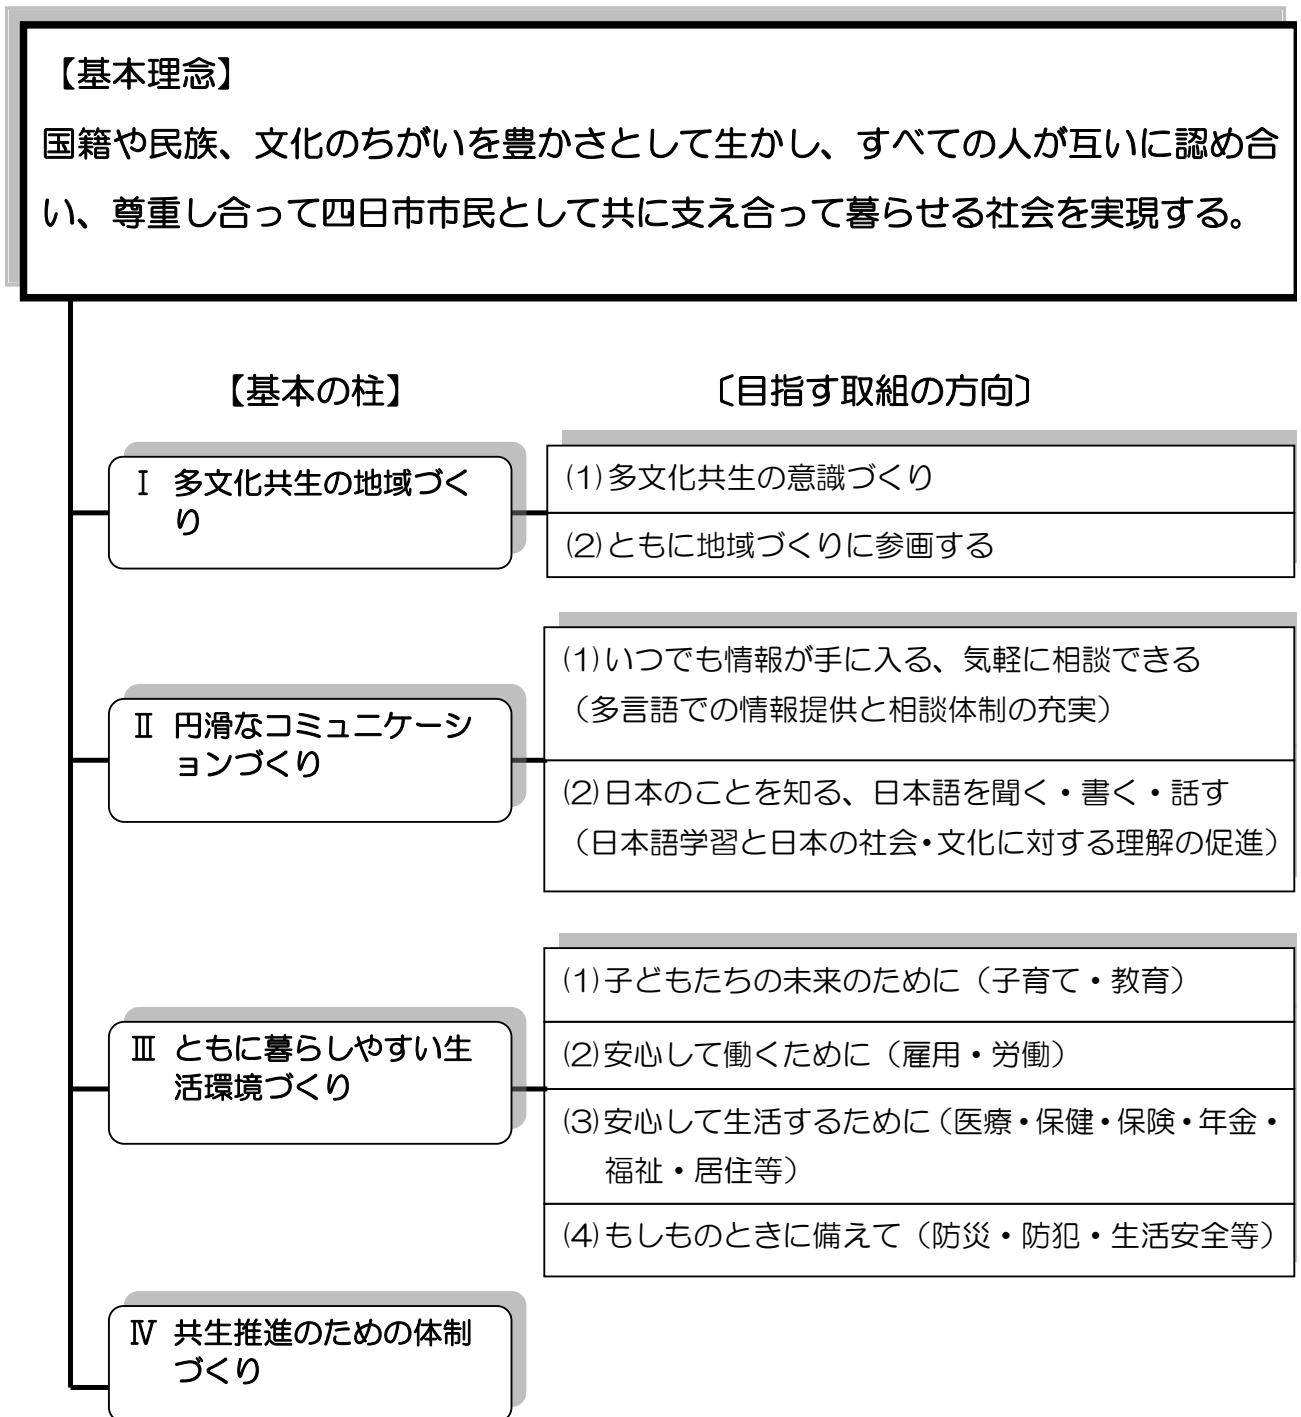 【基本理念】
国籍や民族、文化のちがいを豊かさとして生かし、すべての人が互いに認め合
い、尊重し合って四日市市民として共に支え合って暮らせる社会を実現する。
【基本の柱】
〔目指す取組の方向〕
Ⅰ 多文化共生の地域づく
り
⑴多文化共生の意識づくり
⑵ともに地域づくりに参画する
Ⅱ 円滑なコミュニケーシ
ョンづくり
⑴いつでも情報が手に入る、気軽に相談できる
（多言語での情報提供と相談体制の充実）
⑵日本のことを知る、日本語を聞く・書く・話す
（日本語学習と日本の社会・文化に対する理解の促進）
Ⅲ ともに暮らしやすい生
活環境づくり
⑴子どもたちの未来のために（子育て・教育）
⑵安心して働くために（雇用・労働）
⑶安心して生活するために（医療・保健・保険・年金・
福祉・居住等）
⑷もしものときに備えて（防災・防犯・生活安全等）
Ⅳ 共生推進のための体制
づくり